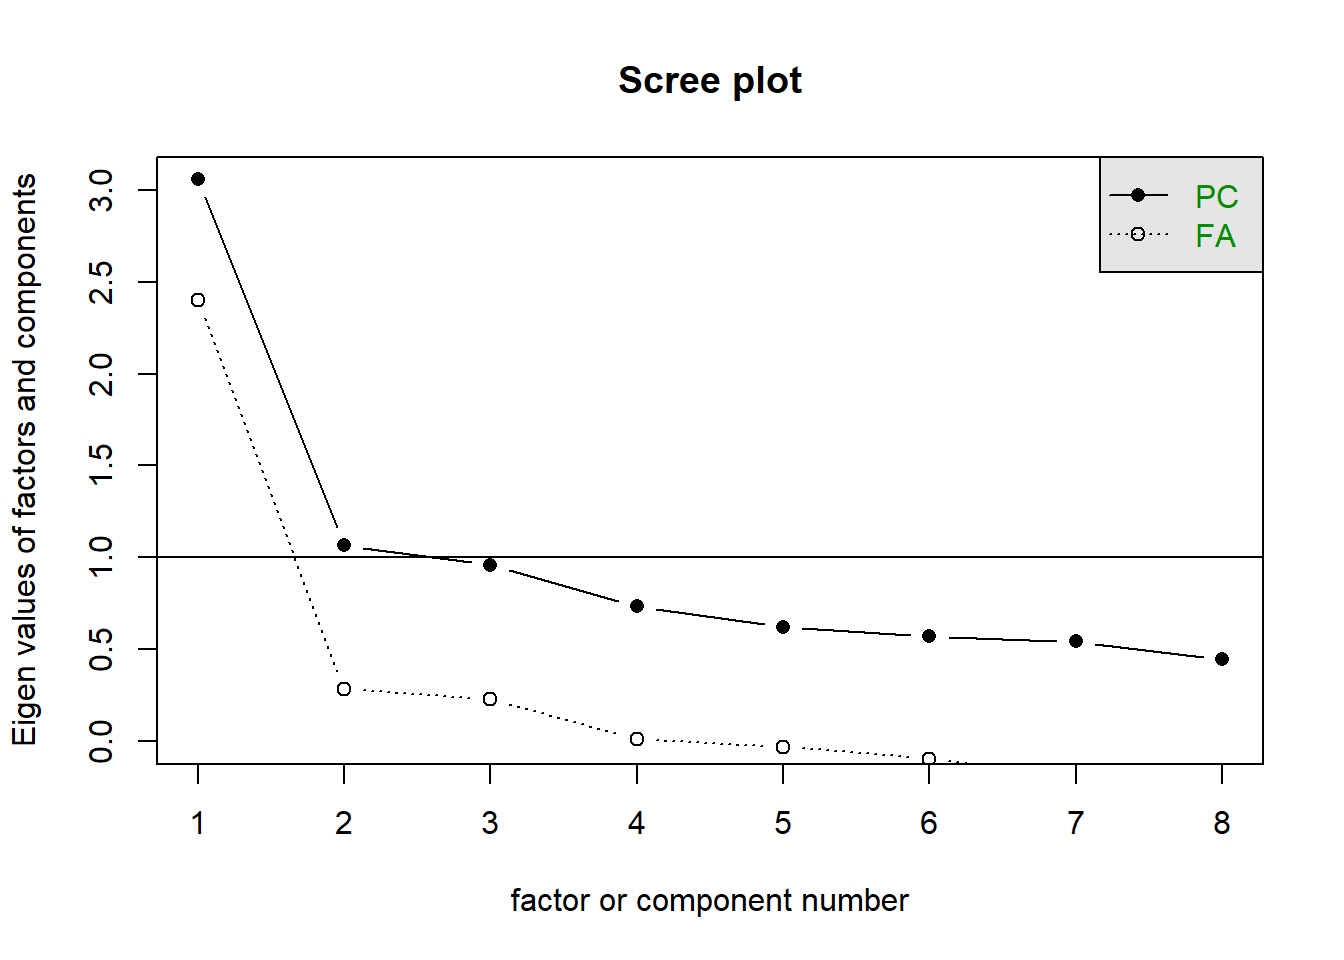 Scree plot
Eigen values of factors and components
3.0
2.5
2.0
1.5
1.0
0.5
0.0
PC
FA
1 2 3 4 5 6 7 8
factor or component number